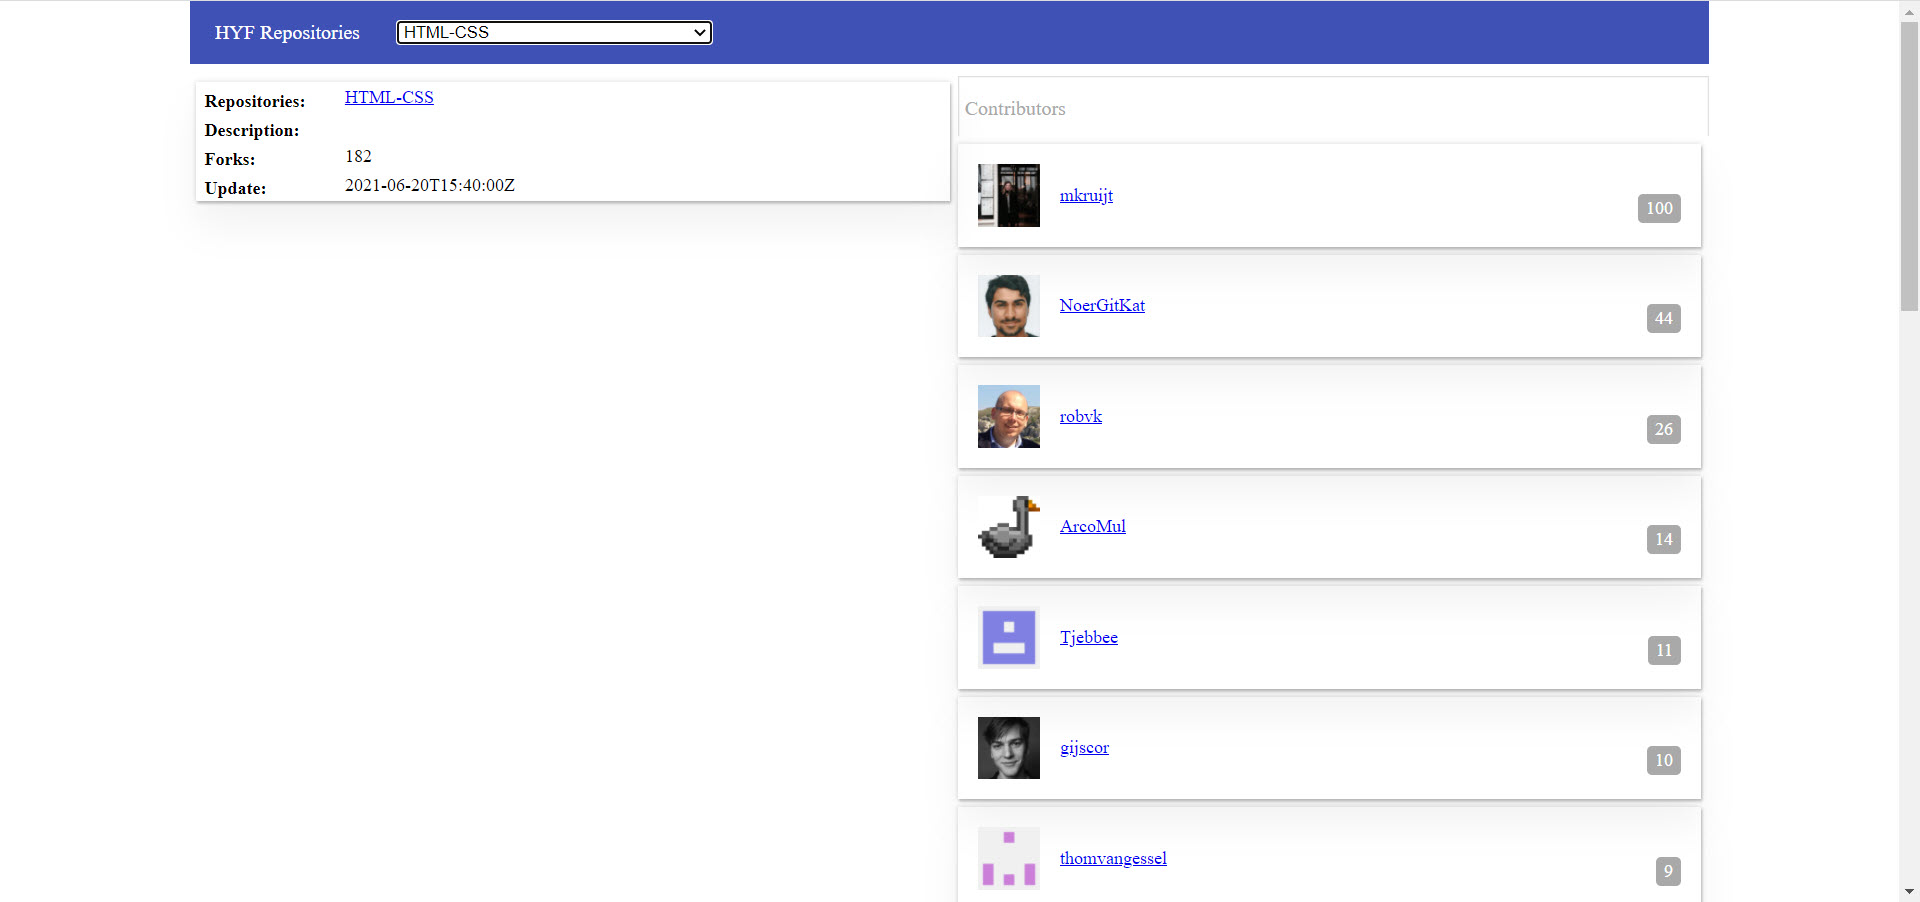 HYF Repositories
HTML-CSS
Repositories: HTML-CSS
Description:
Forks: 182
Update: 2021-06-20T15:40:00Z
Contributors
mkruijt
100
NoerGitKat
44
robvk
26
ArcoMul
14
Tjebbee
11
gijscor
10
thomvangessel
9